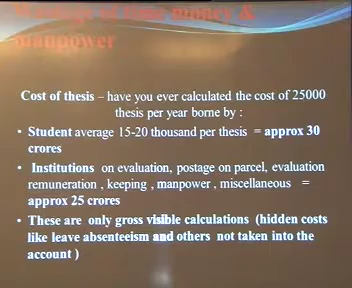 Wastage of time, money &
manpower
Cost of thesis – have you ever calculated the cost of 25000
thesis per year borne by :
• Student average 15-20 thousand per thesis = approx 30
crores
• Institutions on evaluation, postage on parcel, evaluation
remuneration , keeping , manpower , miscellaneous =
approx 25 crores
• These are only gross visible calculations (hidden costs
like leave absenteeism and others not taken into the
account )